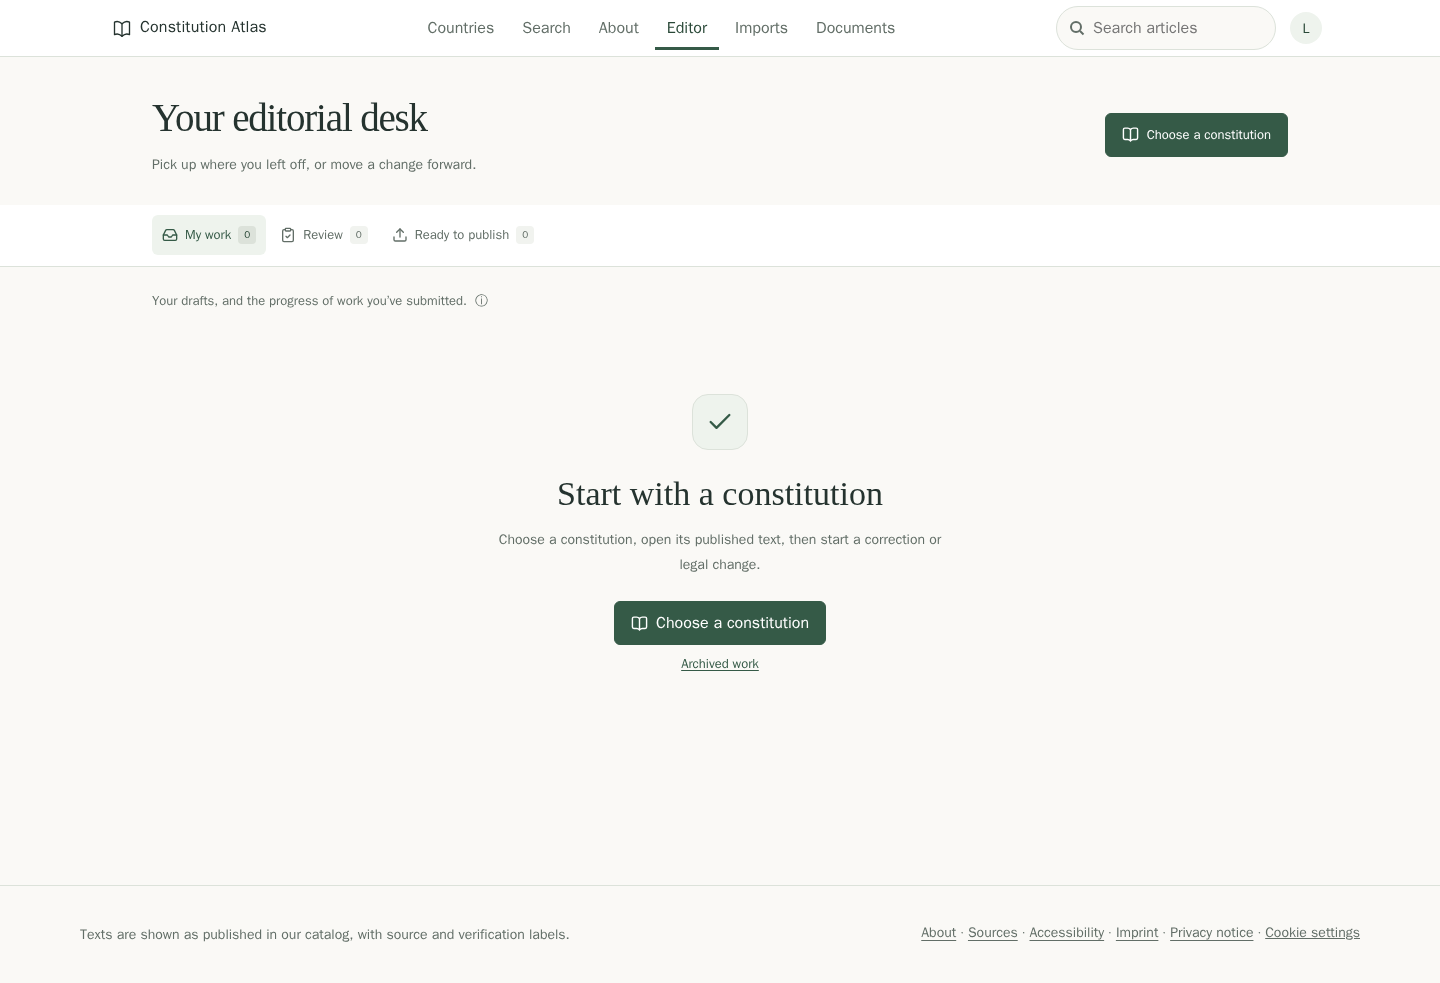 Constitution Atlas
Countries
Search
About
Editor
Imports
Documents
Search articles
L
Your editorial desk
Pick up where you left off, or move a change forward.
Choose a constitution
My work 0
Review 0
Ready to publish 0
Your drafts, and the progress of work you've submitted. ⓘ
Start with a constitution
Choose a constitution, open its published text, then start a correction or
legal change.
Choose a constitution
Archived work
Texts are shown as published in our catalog, with source and verification labels.
About · Sources · Accessibility · Imprint · Privacy notice · Cookie settings